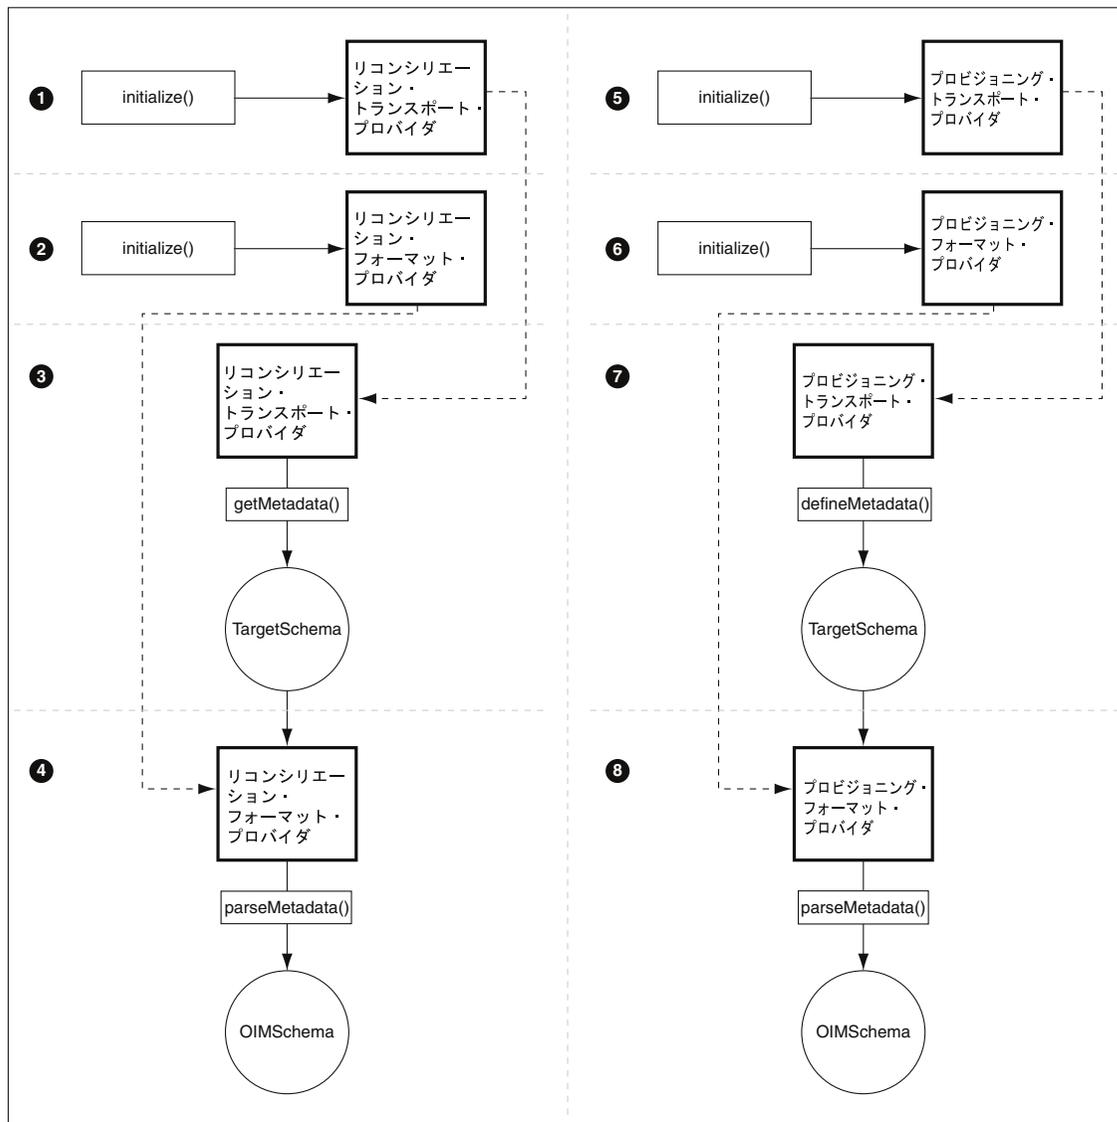 1
initialize()
リコンシリエー
ション・
トランスポート・
プロバイダ
2
initialize()
リコンシリエー
ション・
フォーマット・
プロバイダ
3
リコンシリエー
ション・
トランスポート・
プロバイダ
getMetadata()
TargetSchema
4
リコンシリエー
ション・
フォーマット・
プロバイダ
parseMetadata()
OIMSchema
5
initialize()
プロビジョニング・
トランスポート・
プロバイダ
6
initialize()
プロビジョニング・
フォーマット・
プロバイダ
7
プロビジョニング・
トランスポート・
プロバイダ
defineMetadata()
TargetSchema
8
プロビジョニング・
フォーマット・
プロバイダ
parseMetadata()
OIMSchema